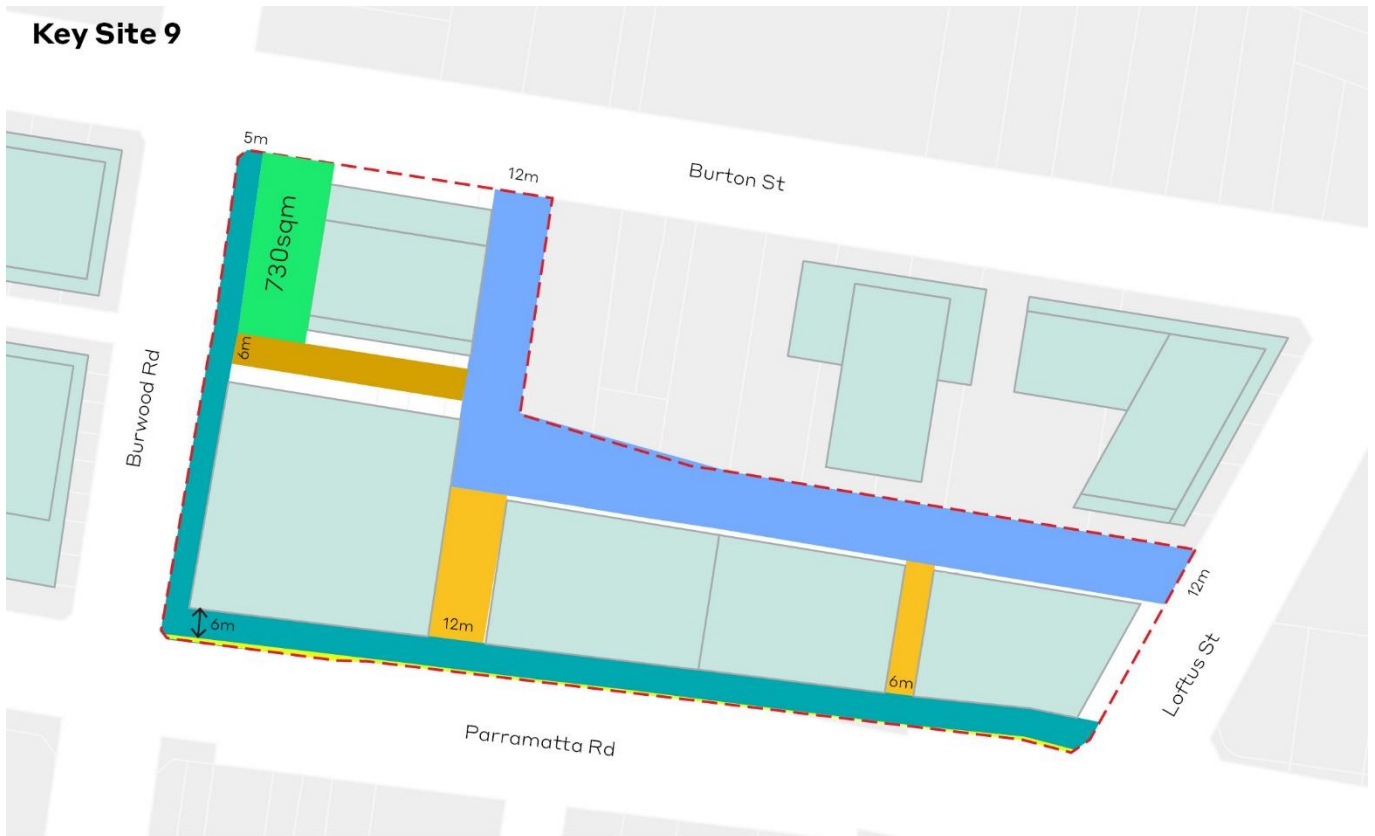 Key Site 9
5m
12m
Burton St
730sqm
6m
Burwood Rd
12m
6m
12m
6m
Loftus St
Parramatta Rd